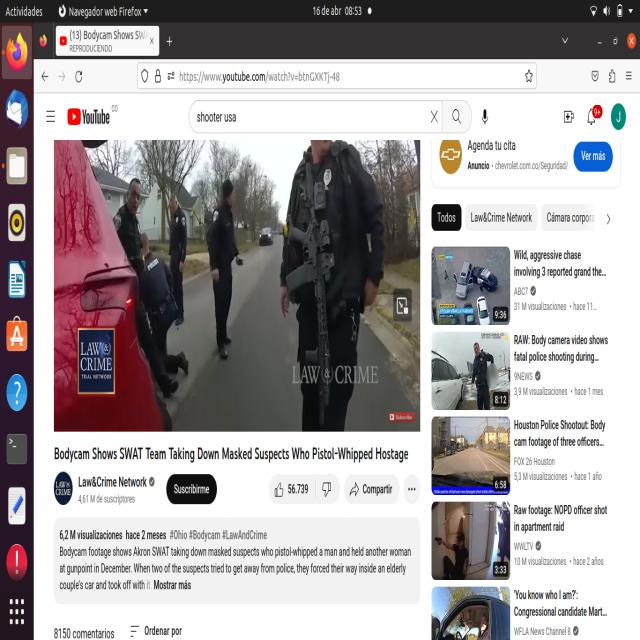 Actividades
Navegador web Firefox
16 de abr 08:53
(13) Bodycam Shows SWA
REPRODUCIENDO
https://www.youtube.com/watch?v=btnGXKTj-48
YouTube CO
shooter usa
9+
J
LAW & CRIME
TRIAL NETWORK
POLICE
LAW & CRIME
Subscribe
Bodycam Shows SWAT Team Taking Down Masked Suspects Who Pistol-Whipped Hostage
LAW&CRIME
Law&Crime Network
4,61 M de suscriptores
Suscribirme
56.739
Compartir
6,2 M visualizaciones hace 2 meses #Ohio #Bodycam #LawAndCrime
Bodycam footage shows Akron SWAT taking down masked suspects who pistol-whipped a man and held another woman
at gunpoint in December. When two of the suspects tried to get away from police, they forced their way inside an elderly
couple's car and took off with it Mostrar más
8150 comentarios
Ordenar por
Agenda tu cita
Anuncio • chevrolet.com.co/Seguridad/
Ver más
Todos
Law&Crime Network
Cámara corpora
Wild, aggressive chase
involving 3 reported grand the...
ABC7
31 M visualizaciones • hace 11...
9:36
RAW: Body camera video shows
fatal police shooting during...
9NEWS
3,9 M visualizaciones • hace 1 mes
8:12
Houston Police Shootout: Body
cam footage of three officers...
FOX 26 Houston
5,3 M visualizaciones • hace 1 año
6:58
Raw footage: NOPD officer shot
in apartment raid
WWLTV
10 M visualizaciones • hace 2 años
3:33
'You know who I am?':
Congressional candidate Mart...
WFLA News Channel 8